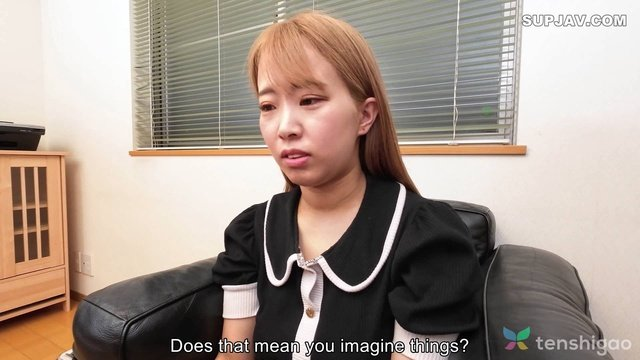 SUPJAV.COM
Does that mean you imagine things?
tenshigao